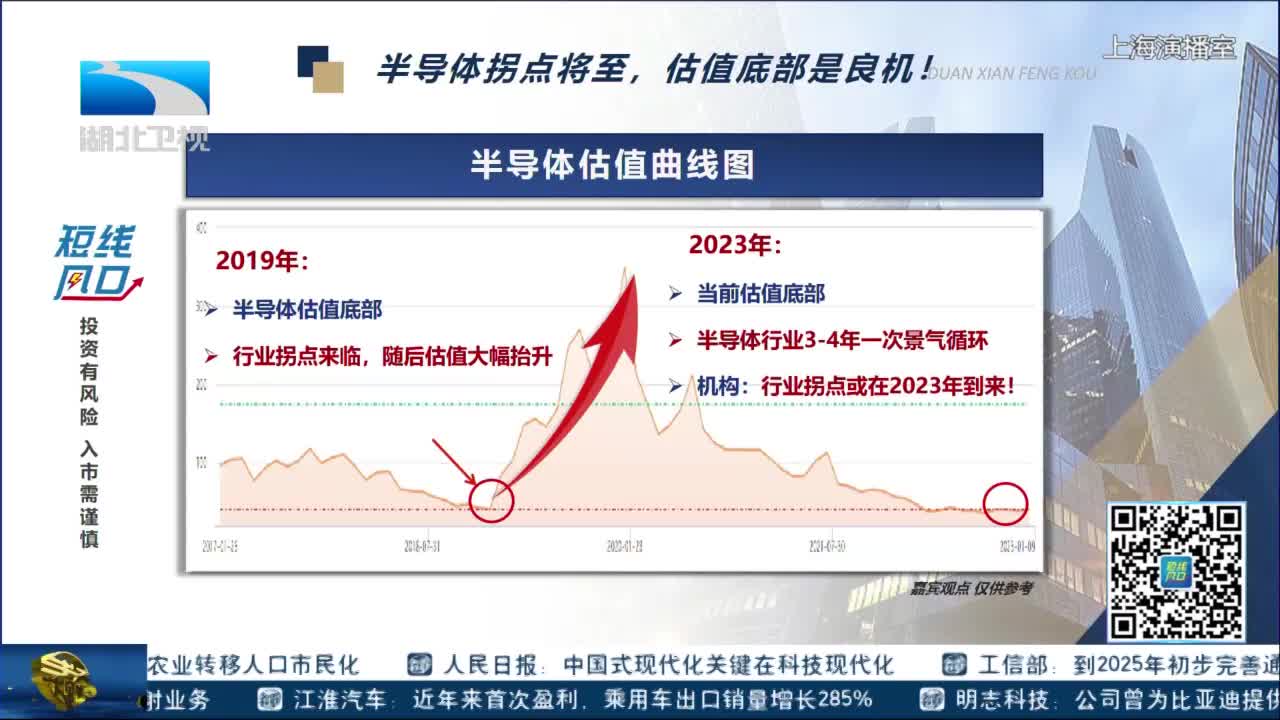 上海演播室
半导体拐点将至，估值底部是良机！
DUAN XIAN FENG KOU
湖北卫视
半导体估值曲线图
短线
风口
投资有风险 入市需谨慎
400
300
200
100
2019年：
半导体估值底部
行业拐点来临，随后估值大幅抬升
2023年：
当前估值底部
半导体行业3-4年一次景气循环
机构：行业拐点或在2023年到来！
2018-07-31
2023-01-09
嘉宾观点 仅供参考
短线
风口
农业转移人口市民化 人民日报：中国式现代化关键在科技现代化 工信部：到2025年初步完善
射业务 江淮汽车：近年来首次盈利，乘用车出口销量增长285% 明志科技：公司曾为比亚迪提供